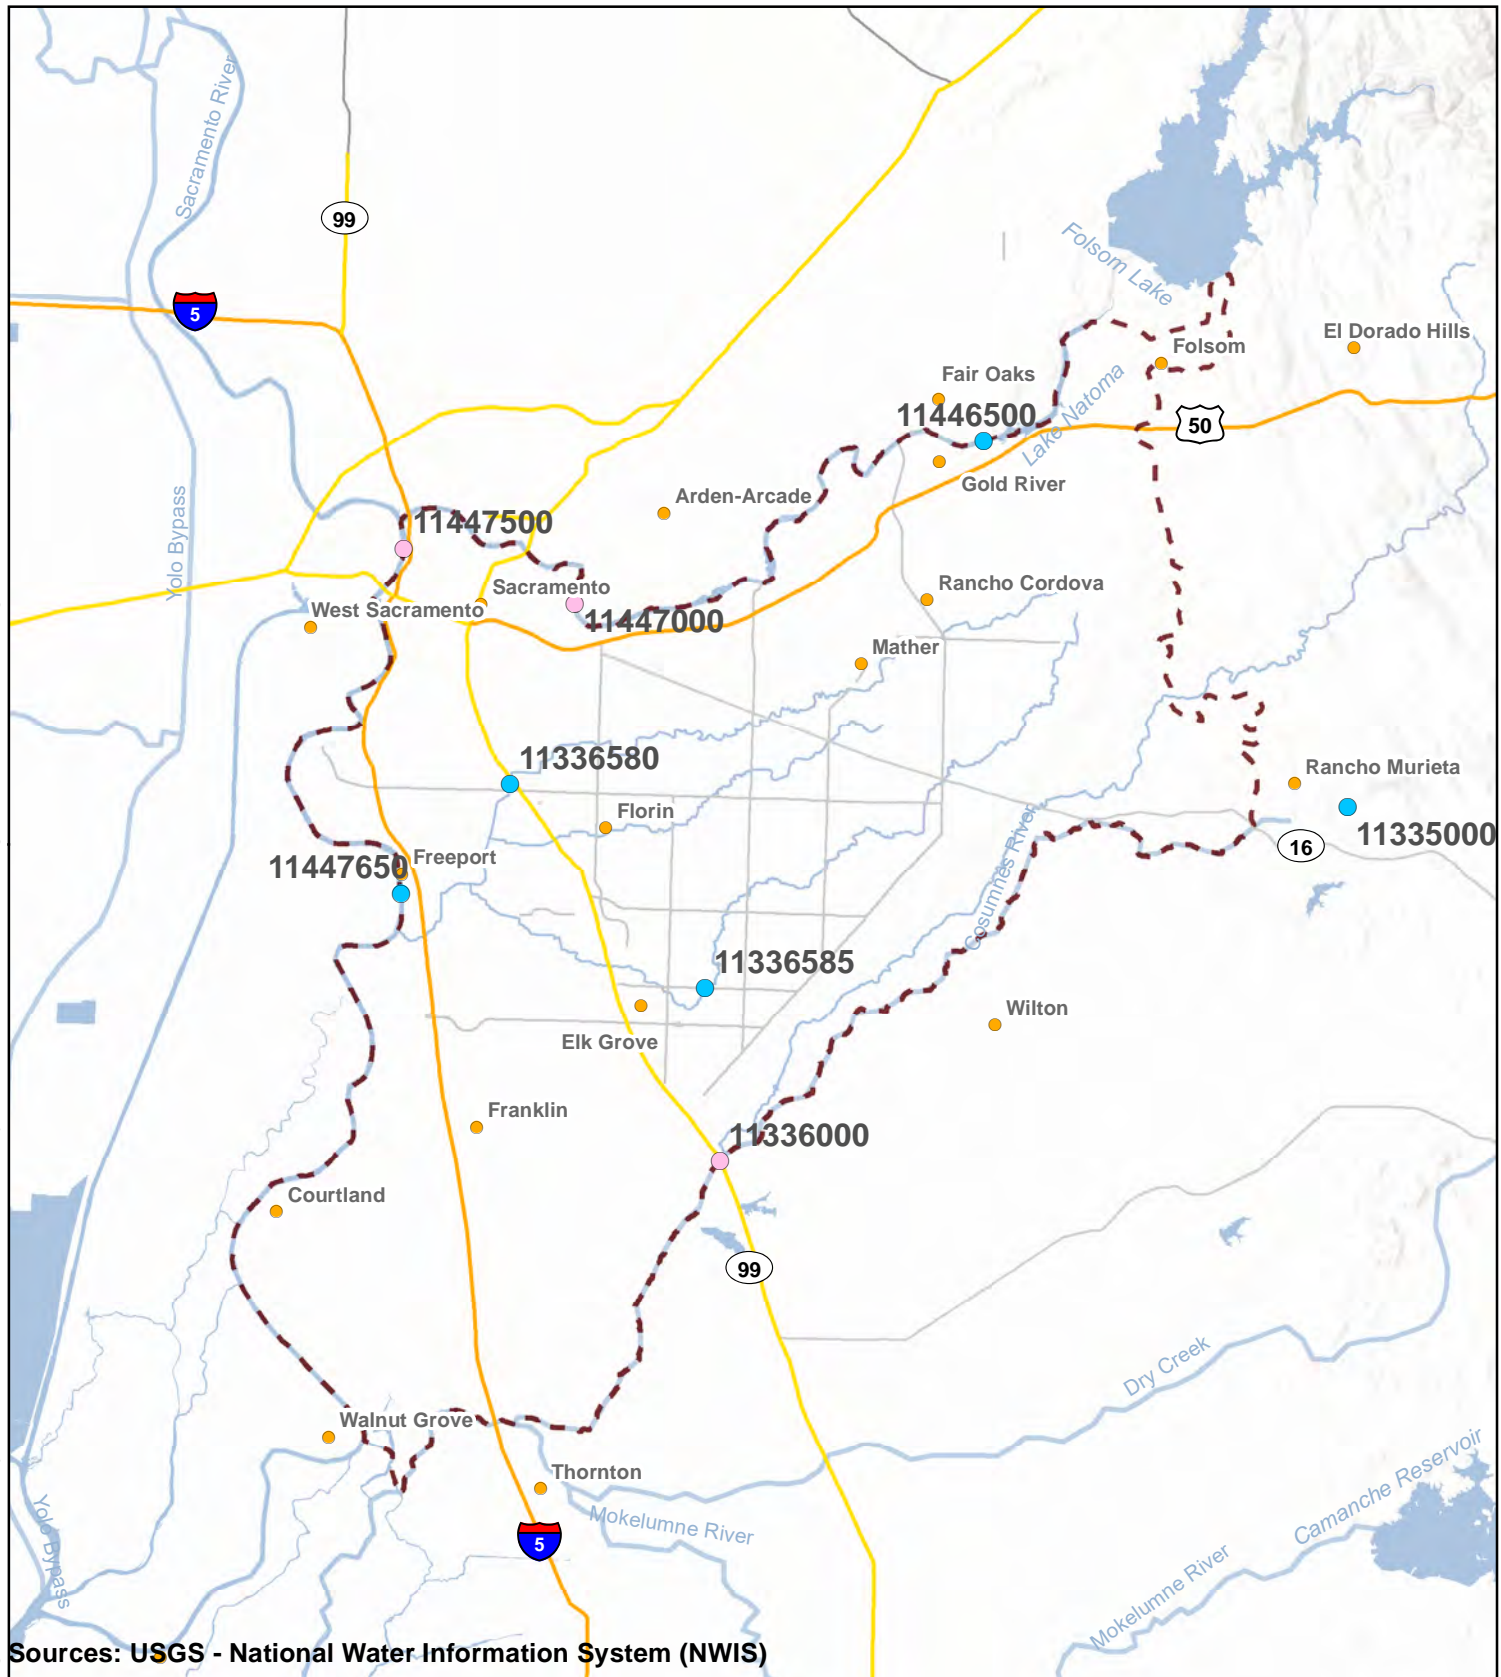 Sacramento River
99
5
Folsom Lake
El Dorado Hills
Folsom
Fair Oaks
11446500
Lake Natoma
50
Gold River
Arden-Arcade
Yolo Bypass
11447500
Sacramento
West Sacramento
11447000
Rancho Cordova
Mather
11336580
Rancho Murieta
Florin
11335000
16
Freeport
11447650
Cosumnes River
11336585
Wilton
Elk Grove
Franklin
11336000
Courtland
99
Dry Creek
Walnut Grove
Thornton
Camanche Reservoir
Yolo Bypass
Mokelumne River
5
Mokelumne River
Sources: USGS - National Water Information System (NWIS)